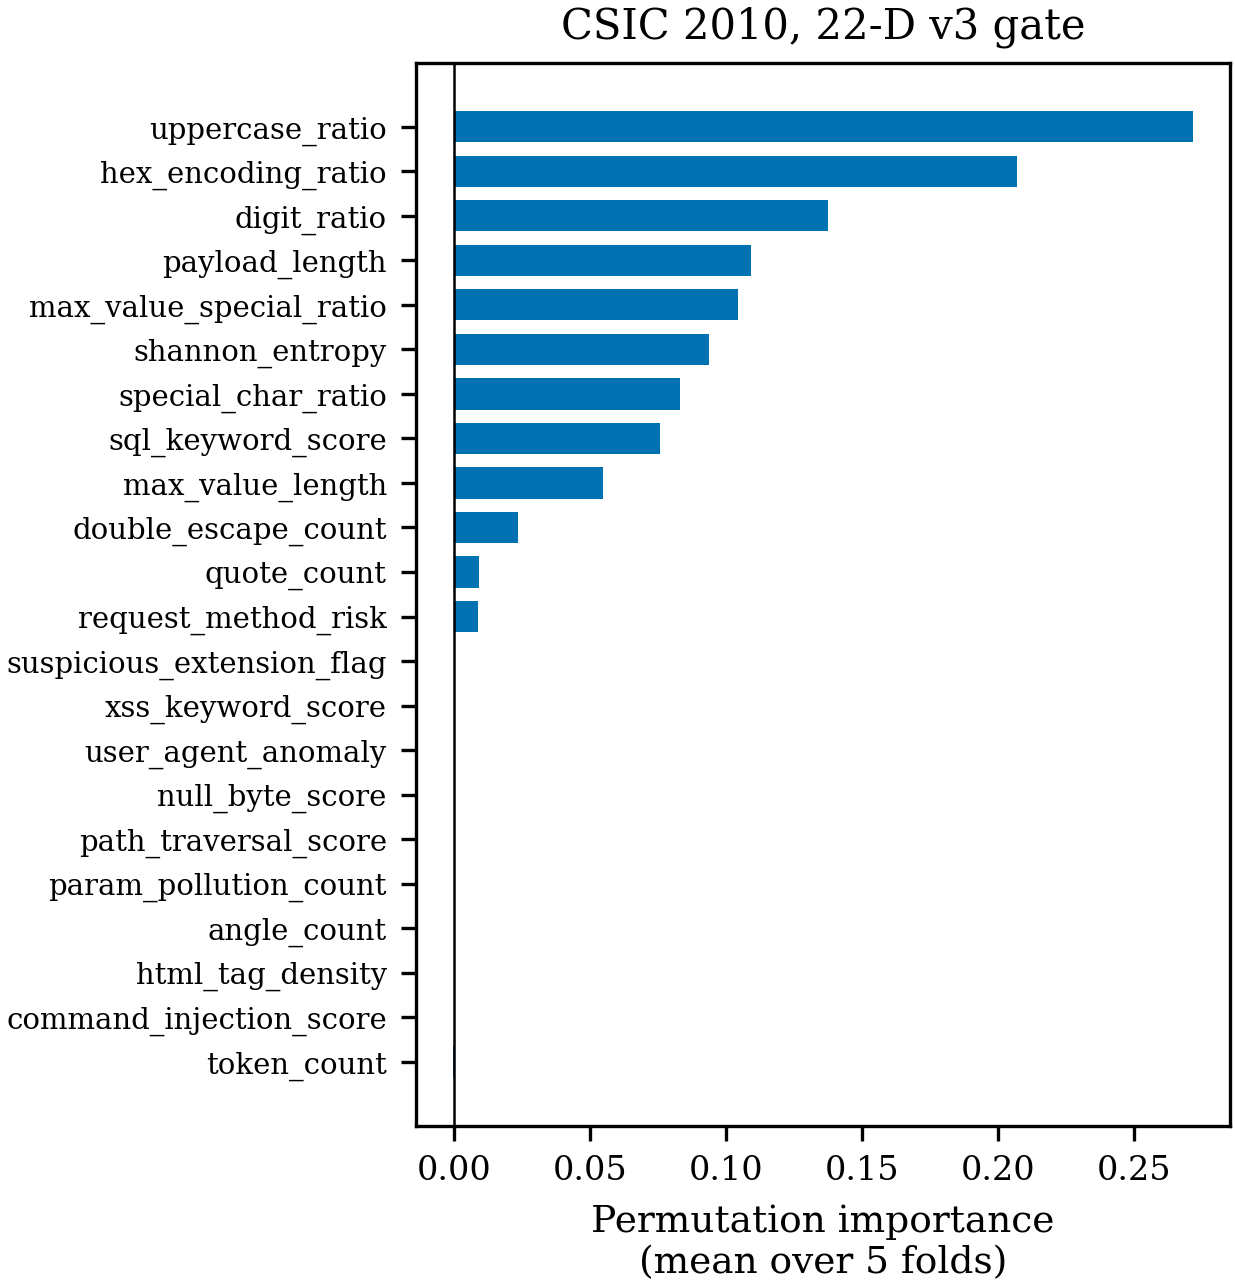 CSIC 2010, 22-D v3 gate
uppercase_ratio
hex_encoding_ratio
digit_ratio
payload_length
max_value_special_ratio
shannon_entropy
special_char_ratio
sql_keyword_score
max_value_length
double_escape_count
quote_count
request_method_risk
suspicious_extension_flag
xss_keyword_score
user_agent_anomaly
null_byte_score
path_traversal_score
param_pollution_count
angle_count
html_tag_density
command_injection_score
token_count
0.00 0.05 0.10 0.15 0.20 0.25
Permutation importance
(mean over 5 folds)